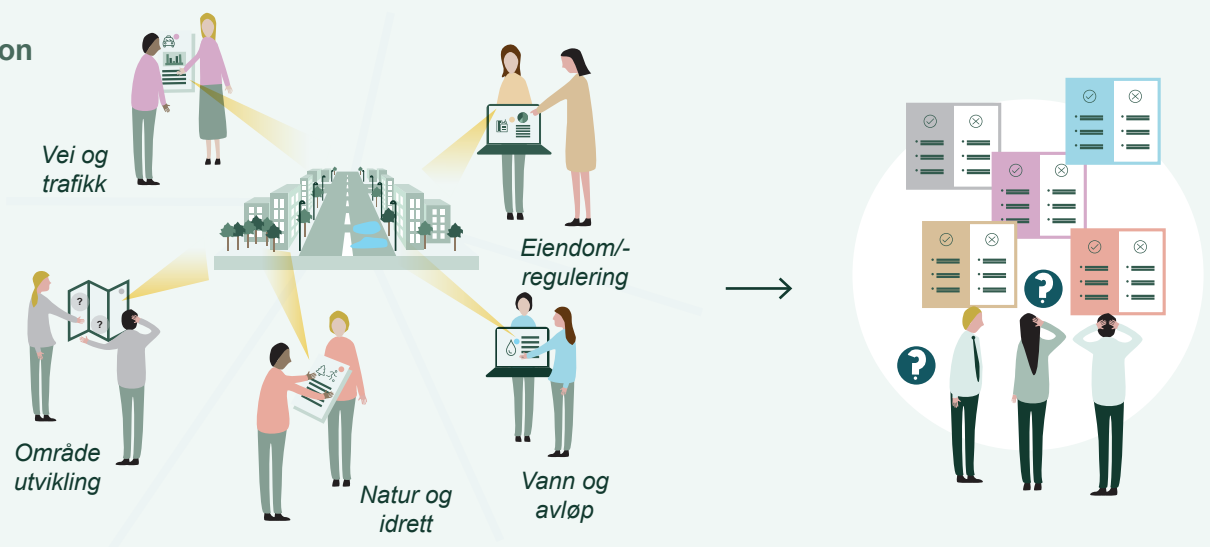 on
Vei og
trafikk
Eiendom/-
regulering
?
?
?
?
Område
utvikling
Natur og
idrett
Vann og
avløp